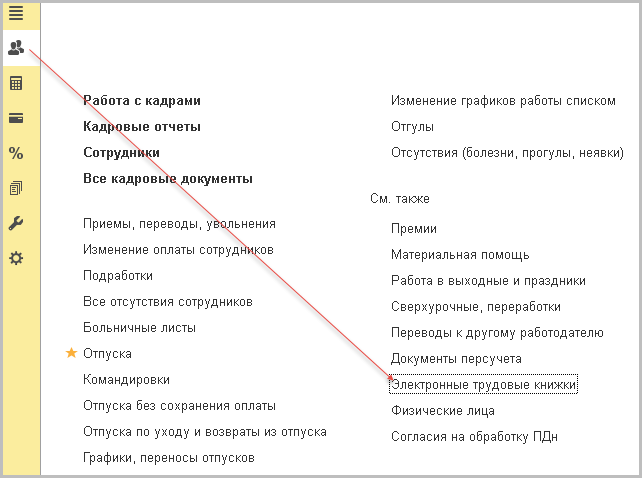 %
Работа с кадрами
Кадровые отчеты
Сотрудники
Все кадровые документы
Приемы, переводы, увольнения
Изменение оплаты сотрудников
Подработки
Все отсутствия сотрудников
Больничные листы
Отпуска
Командировки
Отпуска без сохранения оплаты
Отпуска по уходу и возвраты из отпуска
Графики, переносы отпусков
Изменение графиков работы списком
Отгулы
Отсутствия (болезни, прогулы, неявки)
См. также
Премии
Материальная помощь
Работа в выходные и праздники
Сверхурочные, переработки
Переводы к другому работодателю
Документы персучета
Электронные трудовые книжки
Физические лица
Согласия на обработку ПДн